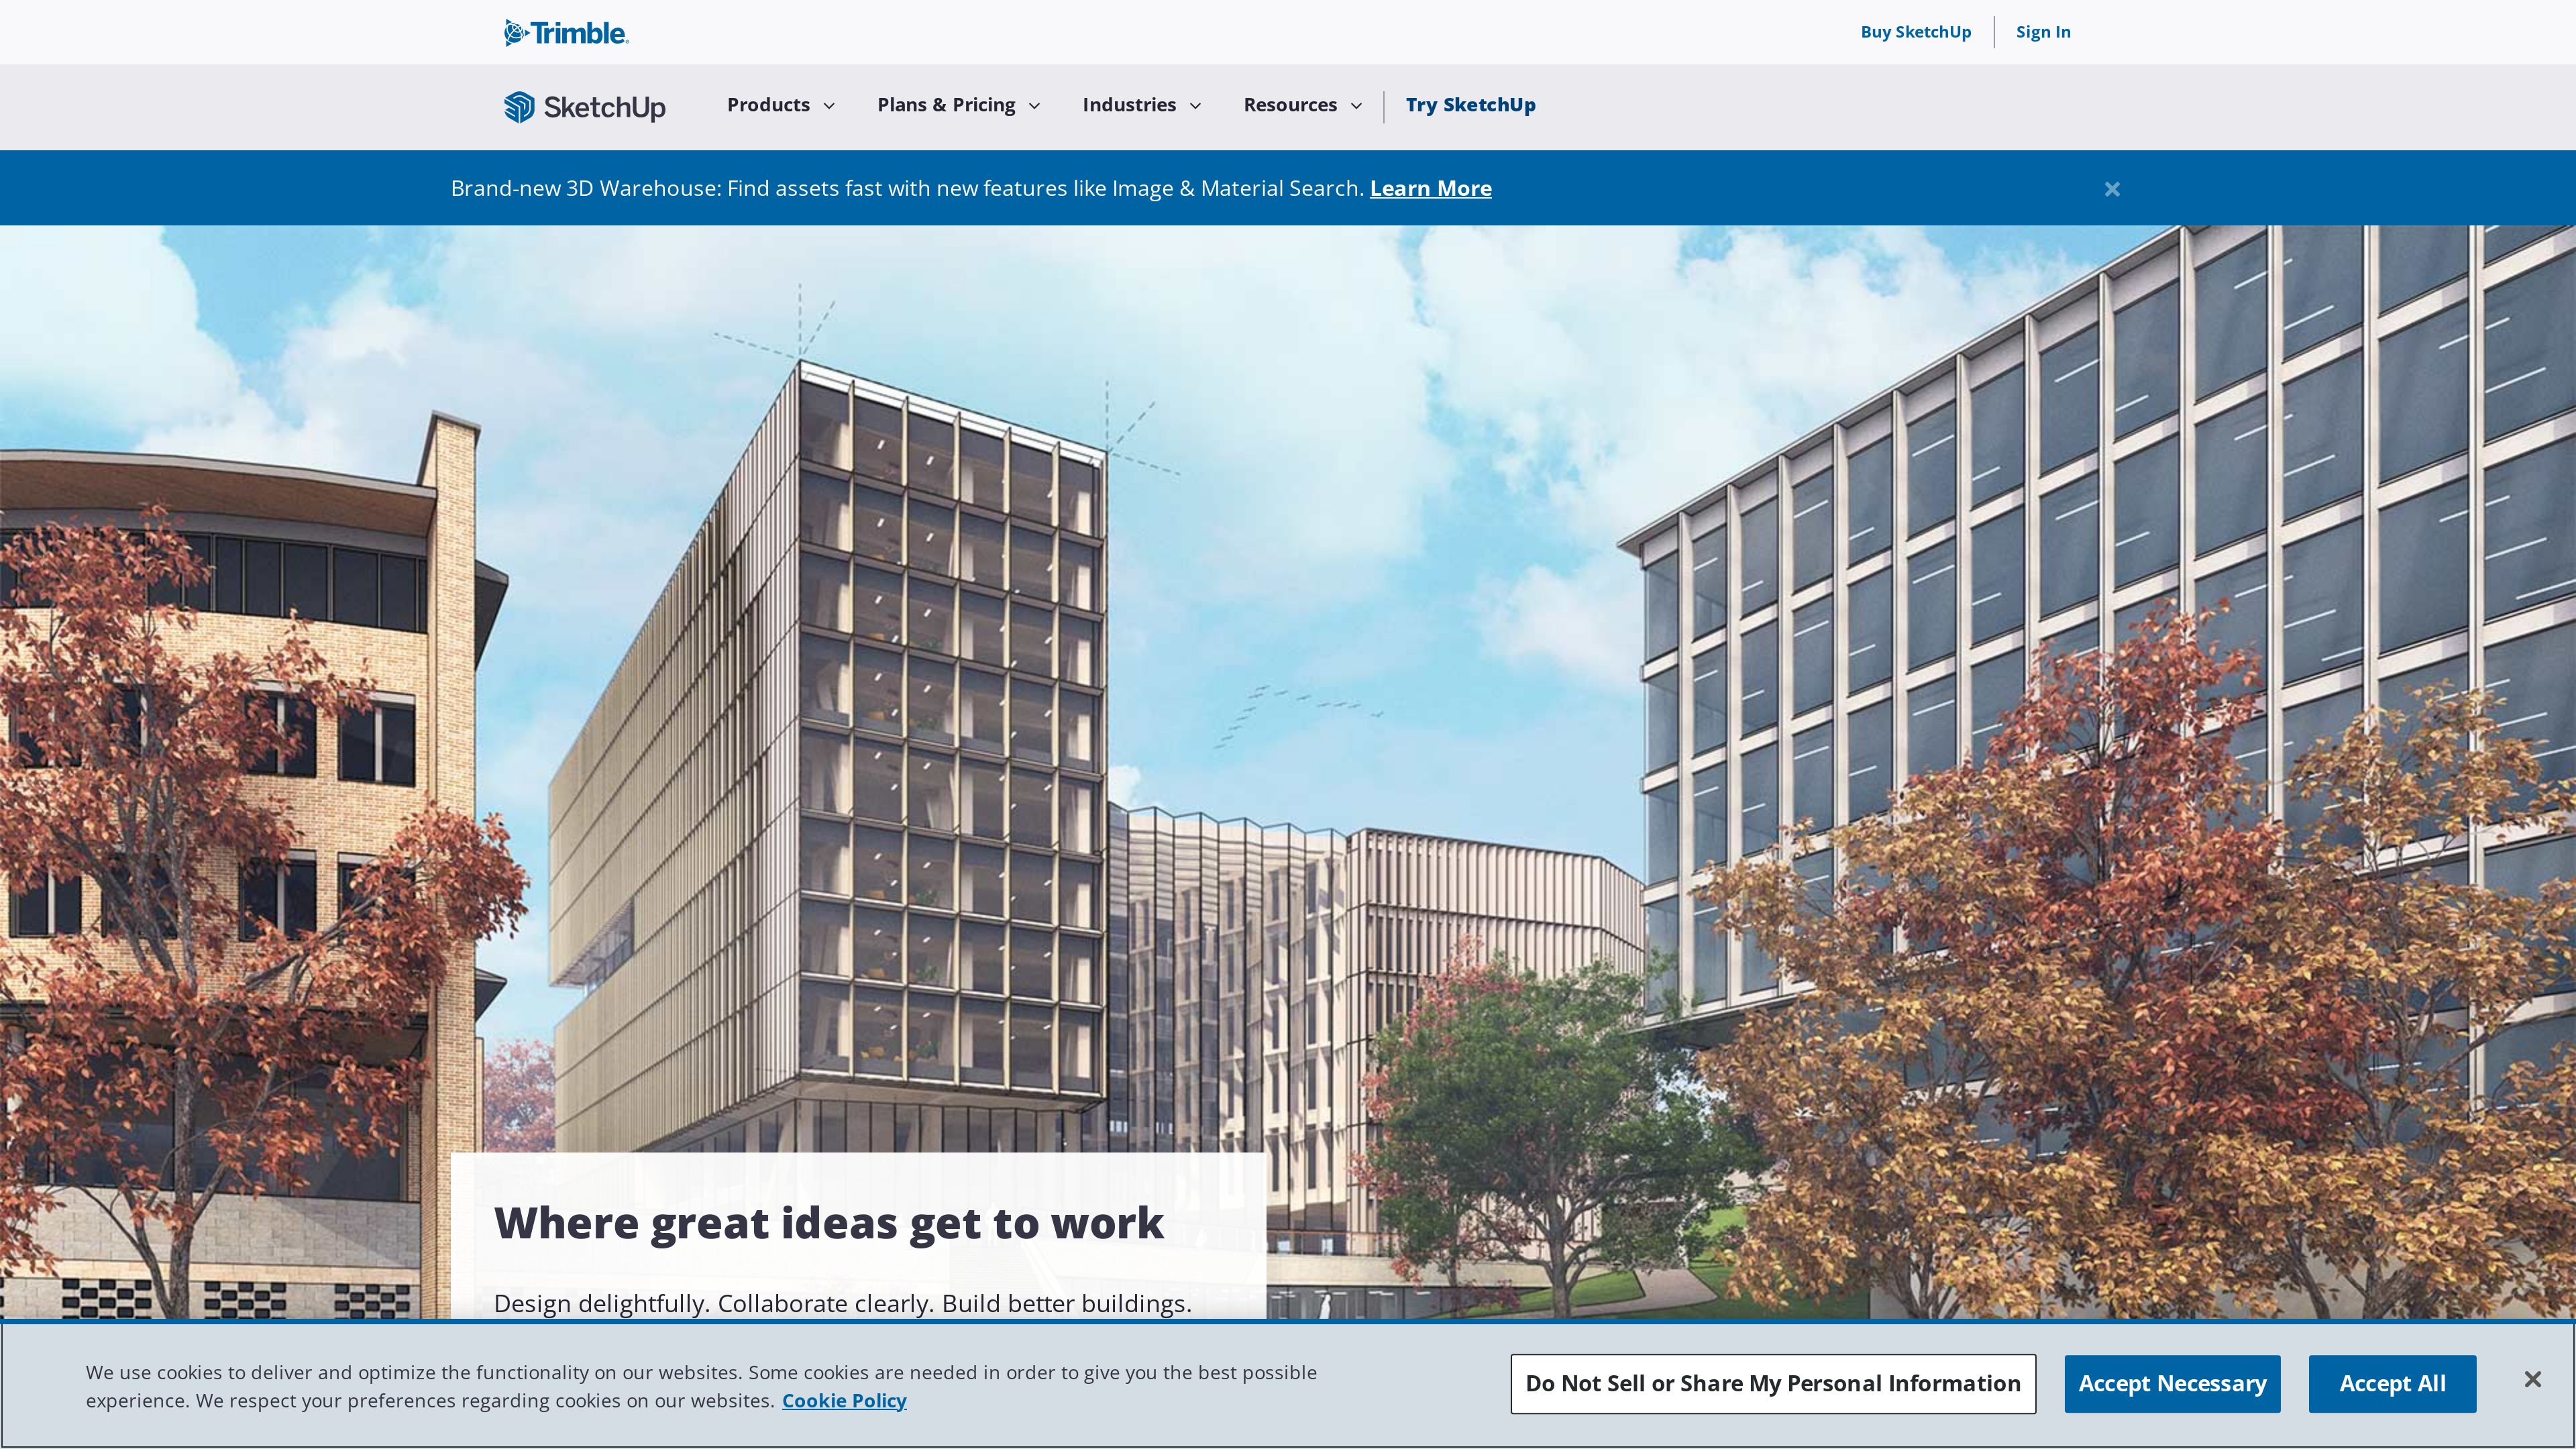 Trimble
Buy SketchUp
Sign In
SketchUp
Products
Plans & Pricing
Industries
Resources
Try SketchUp
Brand-new 3D Warehouse: Find assets fast with new features like Image & Material Search. Learn More
Where great ideas get to work
Design delightfully. Collaborate clearly. Build better buildings.
We use cookies to deliver and optimize the functionality on our websites. Some cookies are needed in order to give you the best possible
experience. We respect your preferences regarding cookies on our websites. Cookie Policy
Do Not Sell or Share My Personal Information
Accept Necessary
Accept All